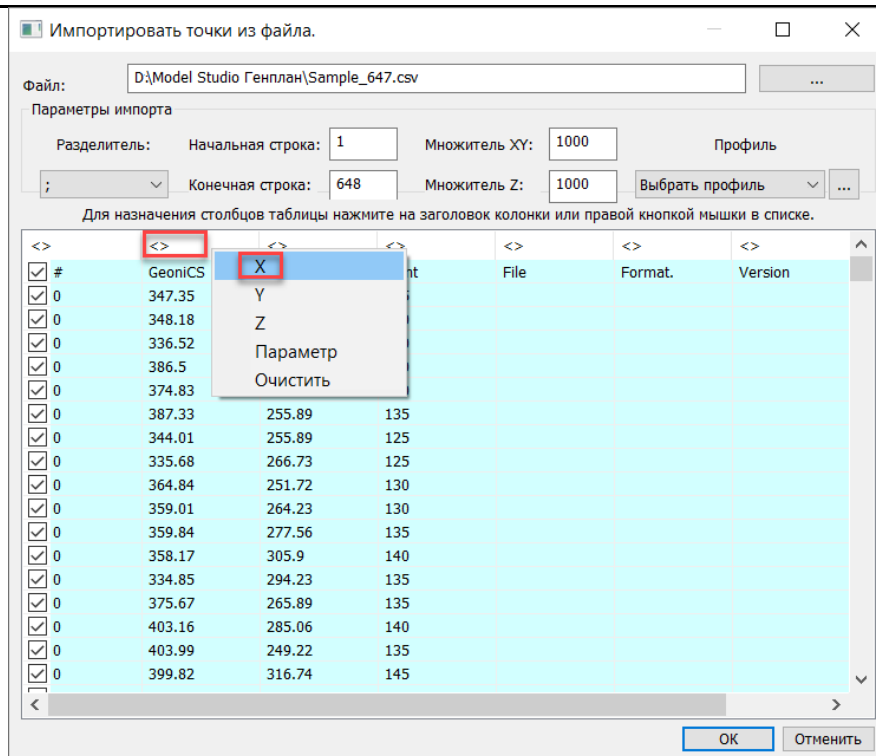 Импортировать точки из файла.
Файл: D:\Model Studio Генплан\Sample_647.csv ...
Параметры импорта
Разделитель: Начальная строка: 1 Множитель XY: 1000 Профиль
; Конечная строка: 648 Множитель Z: 1000 Выбрать профиль ...
Для назначения столбцов таблицы нажмите на заголовок колонки или правой кнопкой мышки в списке.
<> <> <> <> <> <> <>
# GeoniCS File Format. Version
0 347.35
0 348.18
0 336.52
0 386.5
0 374.83
X
Y
Z
Параметр
Очистить
0 387.33 255.89 135
0 344.01 255.89 125
0 335.68 266.73 125
0 364.84 251.72 130
0 359.01 264.23 130
0 359.84 277.56 135
0 358.17 305.9 140
0 334.85 294.23 135
0 375.67 265.89 135
0 403.16 285.06 140
0 403.99 249.22 135
0 399.82 316.74 145
OK Отменить